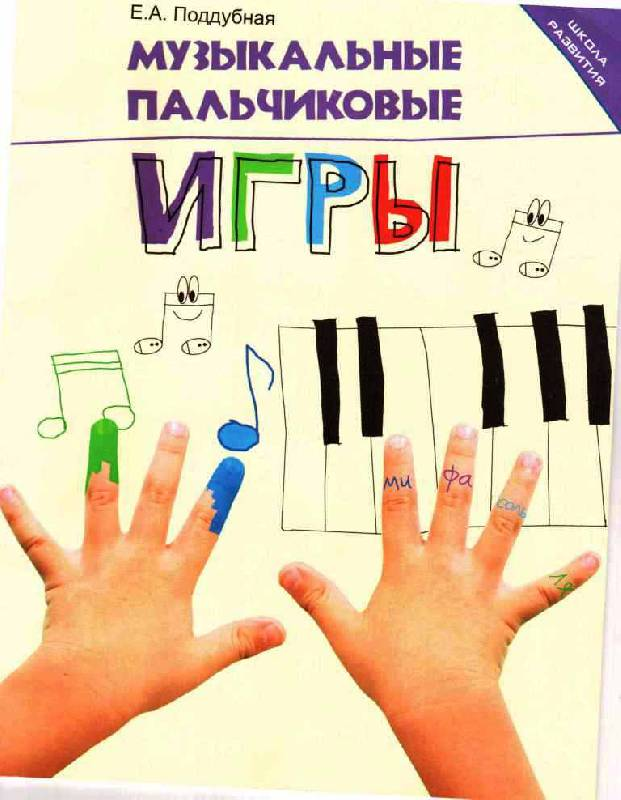 Е.А. Поддубная
ШКОЛА
РАЗВИТИЯ
МУЗЫКАЛЬНЫЕ
ПАЛЬЧИКОВЫЕ
ИГРЫ
ми
фа
соль
ля